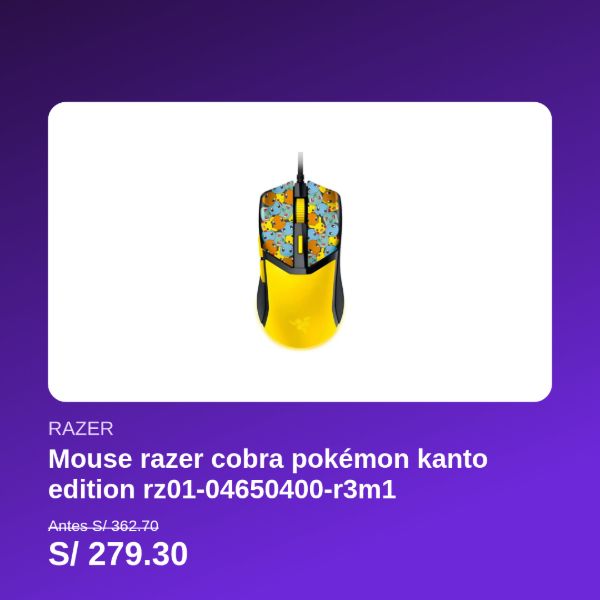 RAZER
Mouse razer cobra pokémon kanto
edition rz01-04650400-r3m1
Antes S/ 362.70
S/ 279.30